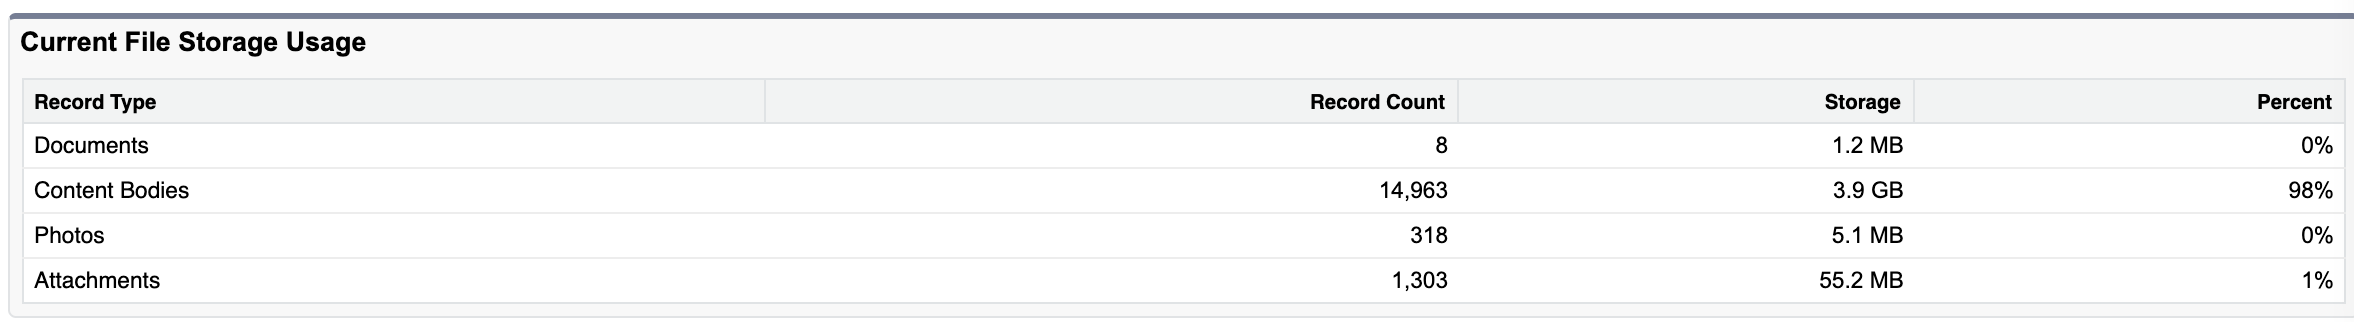 Current File Storage Usage
Record Type Record Count Storage Percent
Documents 8 1.2 MB 0%
Content Bodies 14,963 3.9 GB 98%
Photos 318 5.1 MB 0%
Attachments 1,303 55.2 MB 1%